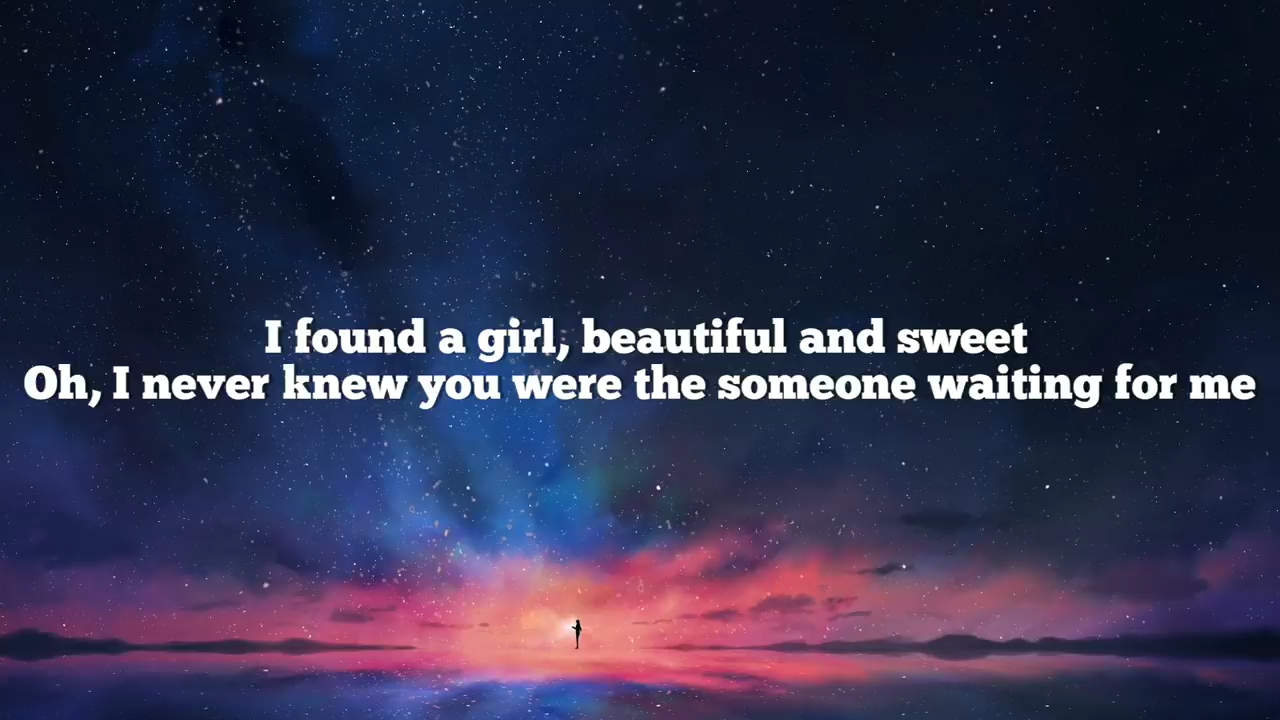 I found a girl, beautiful and sweet
Oh, I never knew you were the someone waiting for me